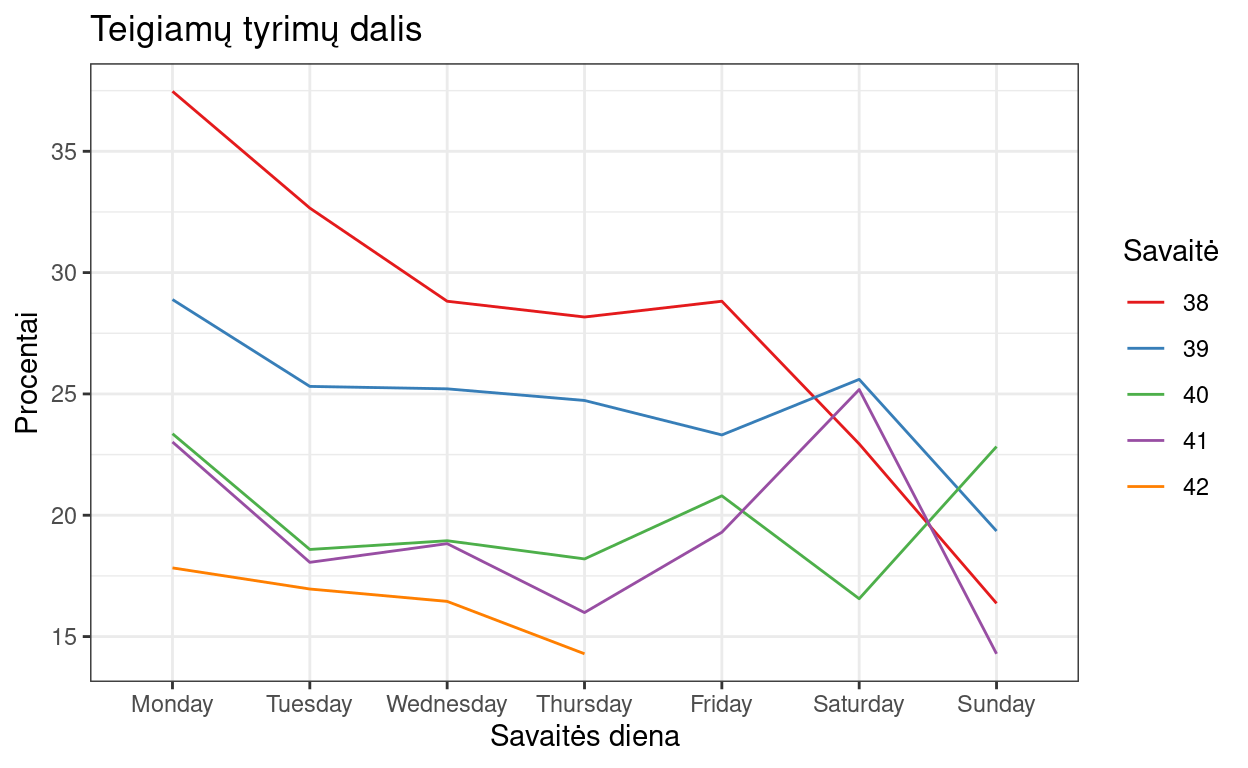 Teigiamų tyrimų dalis
Procentai
35
30
25
20
15
Monday Tuesday Wednesday Thursday Friday Saturday Sunday
Savaitės diena
Savaitė
38
39
40
41
42